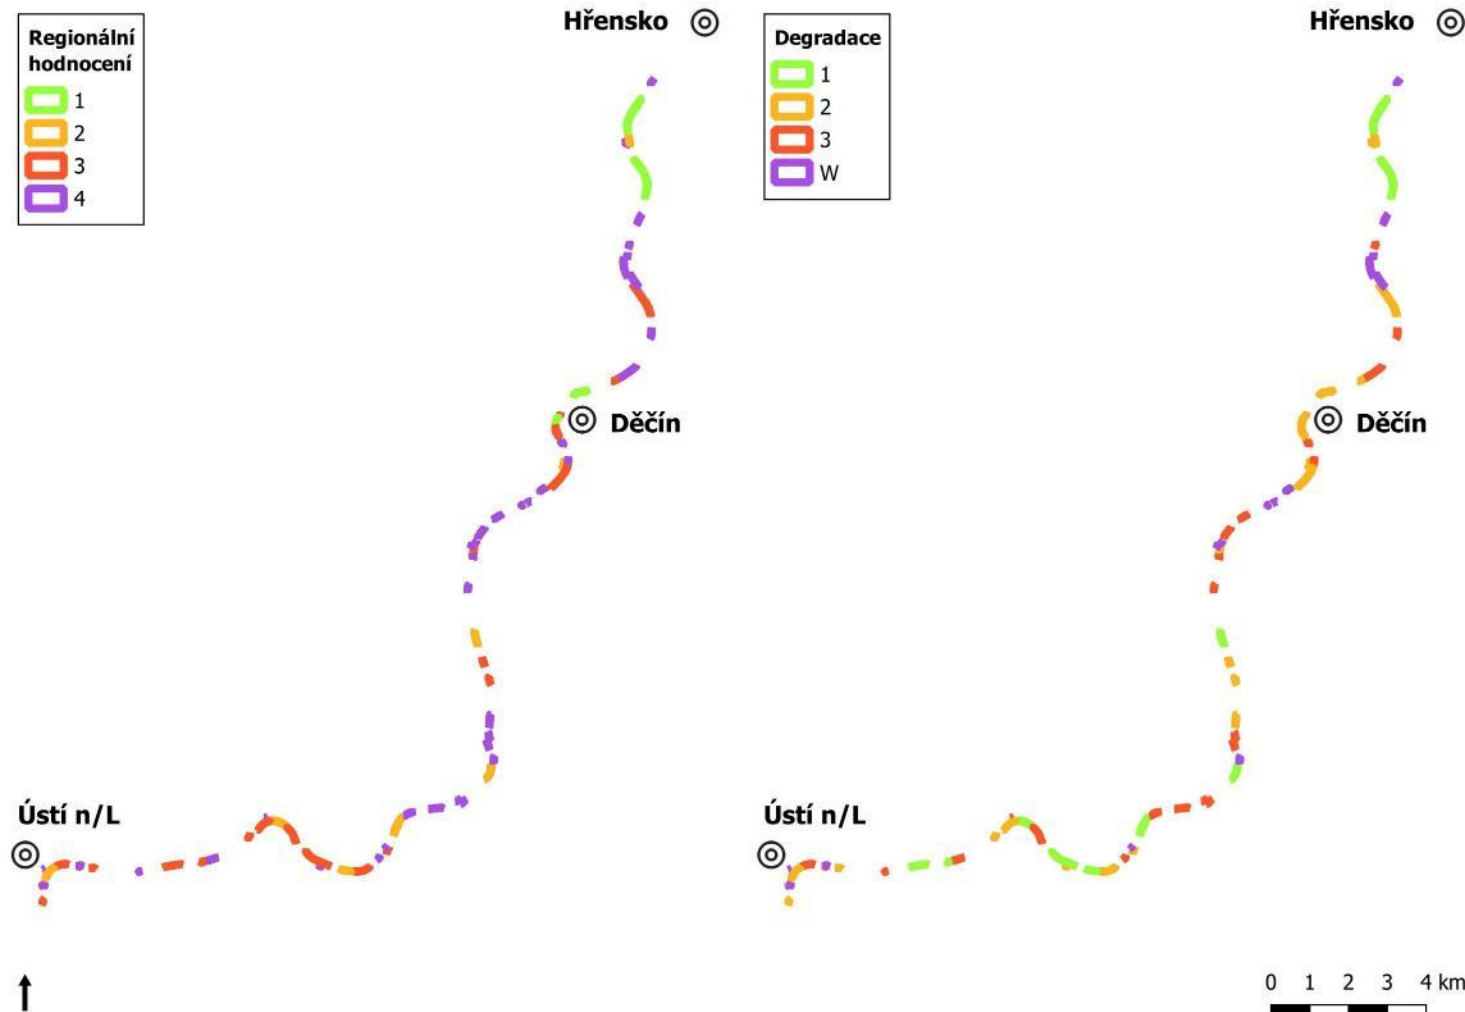 Regionální
hodnocení
1
2
3
4
Hřensko
Děčín
Ústí n/L
Degradace
1
2
3
W
Hřensko
Děčín
Ústí n/L
0 1 2 3 4 km